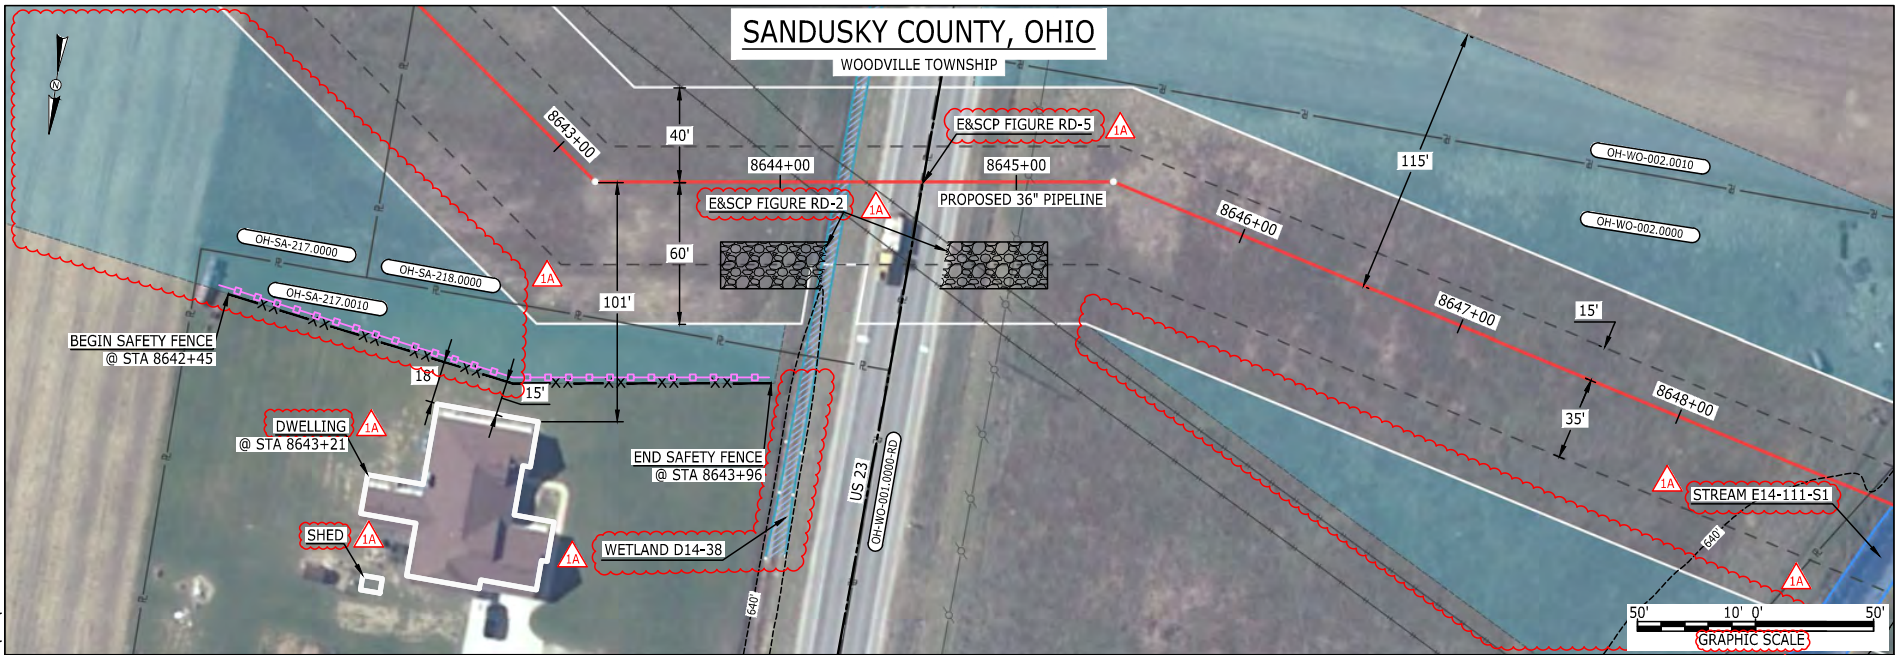 SANDUSKY COUNTY, OHIO
WOODVILLE TOWNSHIP
N
8643+00
40'
8644+00
E&SCP FIGURE RD-5
1A
8645+00
115'
OH-WO-002.0010
E&SCP FIGURE RD-2
1A
PROPOSED 36" PIPELINE
8646+00
OH-WO-002.0000
OH-SA-217.0000
60'
OH-SA-218.0000
1A
OH-SA-217.0010
101'
8647+00
15'
BEGIN SAFETY FENCE
@ STA 8642+45
18'
15'
8648+00
35'
DWELLING
@ STA 8643+21
1A
END SAFETY FENCE
@ STA 8643+96
US 23
OH-WO-001.0000-RD
1A
STREAM E14-111-S1
SHED
1A
1A
WETLAND D14-38
640'
640'
1A
50'
10'
0'
50'
GRAPHIC SCALE